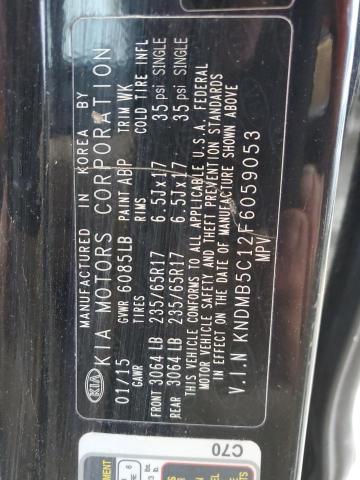 MANUFACTURED IN KOREA BY
KIA KIA MOTORS CORPORATION
01/15 GVWR 6085LB PAINT ABP TRIM WK
GAWR TIRES RIMS COLD TIRE INFL
FRONT 3064 LB 235/65R17 6.5Jx17 35 psi SINGLE
REAR 3064 LB 235/65R17 6.5Jx17 35 psi SINGLE
THIS VEHICLE CONFORMS TO ALL APPLICABLE U.S.A. FEDERAL
MOTOR VEHICLE SAFETY AND THEFT PREVENTION STANDARDS
IN EFFECT ON THE DATE OF MANUFACTURE SHOWN ABOVE
V.I.N KNDMB5C12F6059053
MPV
C70